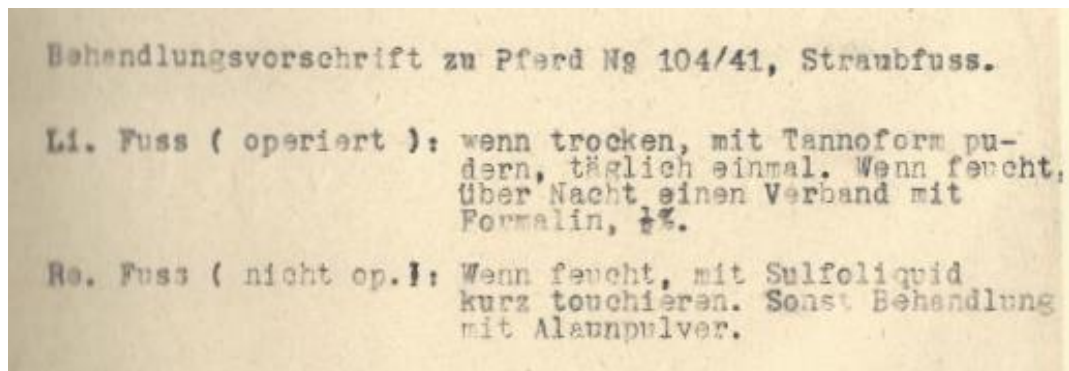 Behandlungsvorschrift zu Pferd № 104/41, Straubfuss.
Li. Fuss ( operiert ): wenn trocken, mit Tannoform pu-
dern, täglich einmal. Wenn feucht,
über Nacht einen Verband mit
Formalin, ½%.
Re. Fuss ( nicht op.): Wenn feucht, mit Sulfoliquid
kurz touchieren. Sonst Behandlung
mit Alaunpulver.